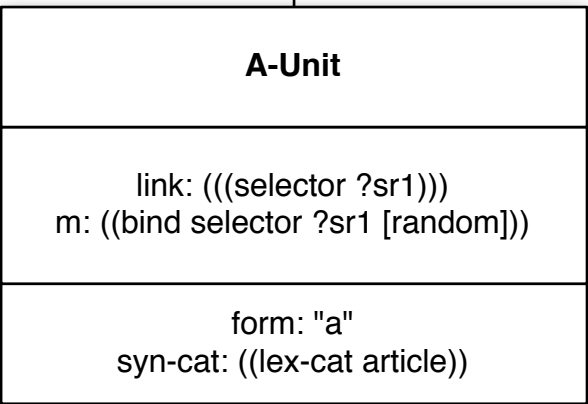 A-Unit
link: (((selector ?sr1)))
m: ((bind selector ?sr1 [random]))
form: "a"
syn-cat: ((lex-cat article))